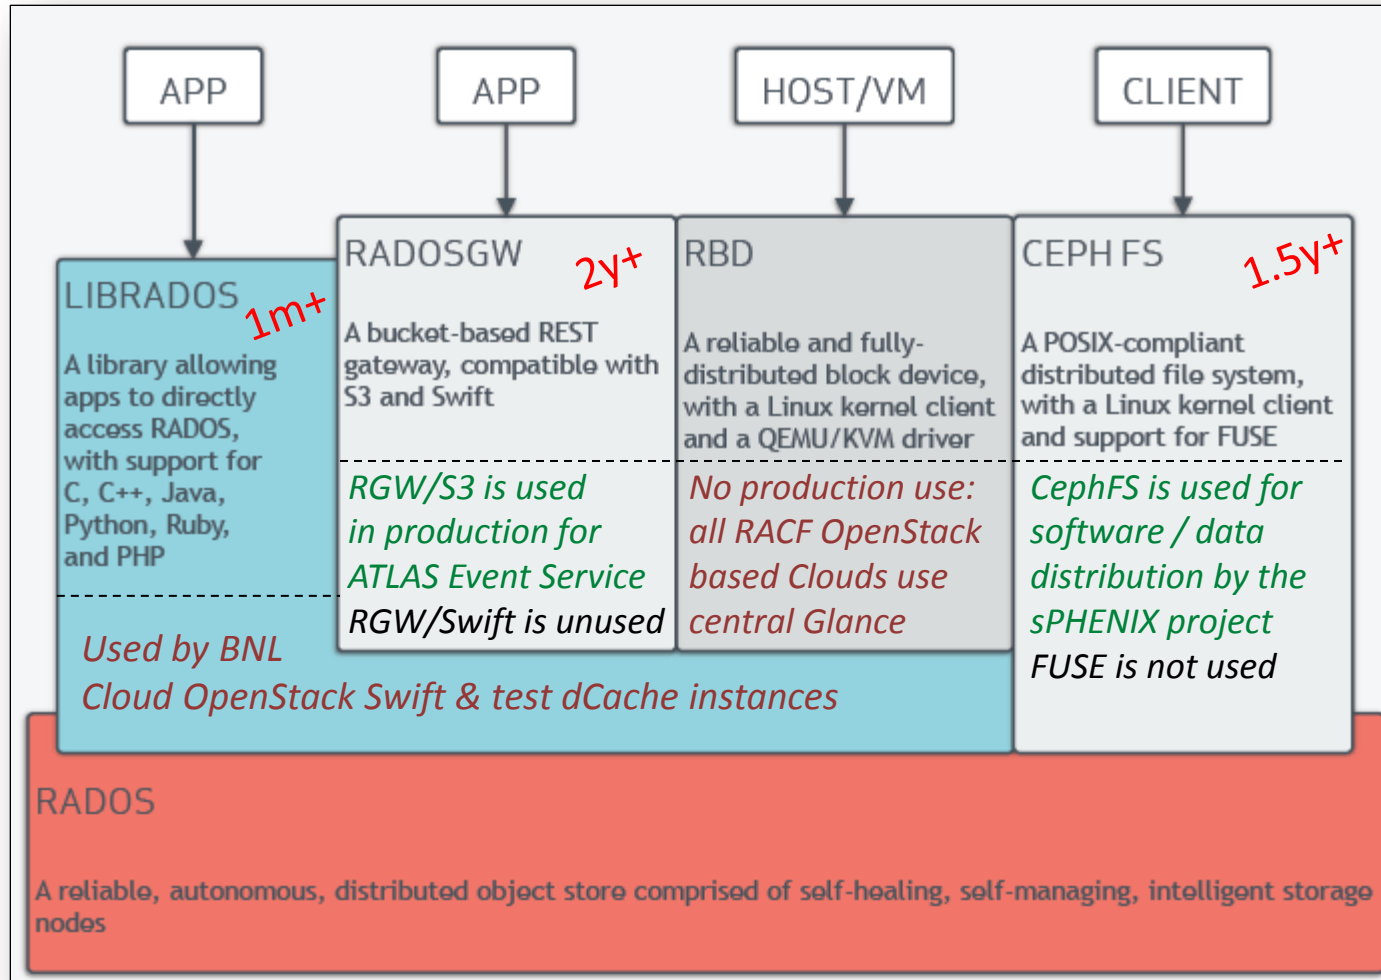 APP
APP
HOST/VM
CLIENT
LIBRADOS
1m+
A library allowing
apps to directly
access RADOS,
with support for
C, C++, Java,
Python, Ruby,
and PHP
RADOSGW
2y+
A bucket-based REST
gateway, compatible with
S3 and Swift
RGW/S3 is used
in production for
ATLAS Event Service
RGW/Swift is unused
RBD
A reliable and fully-
distributed block device,
with a Linux kernel client
and a QEMU/KVM driver
No production use:
all RACF OpenStack
based Clouds use
central Glance
CEPH FS
1.5y+
A POSIX-compliant
distributed file system,
with a Linux kernel client
and support for FUSE
CephFS is used for
software / data
distribution by the
sPHENIX project
FUSE is not used
Used by BNL
Cloud OpenStack Swift & test dCache instances
RADOS
A reliable, autonomous, distributed object store comprised of self-healing, self-managing, intelligent storage
nodes